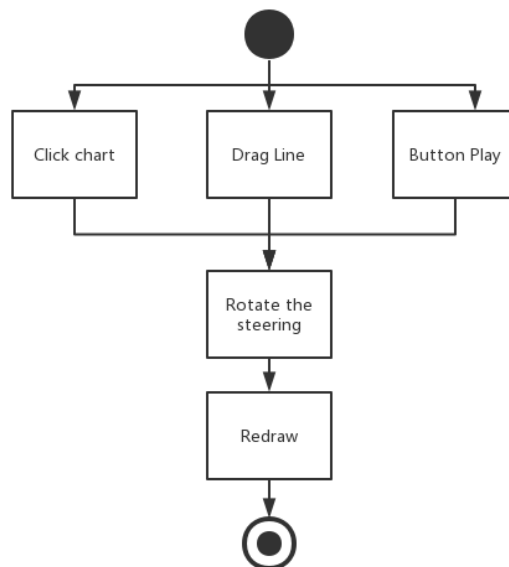 Click chart
Drag Line
Button Play
Rotate the
steering
Redraw